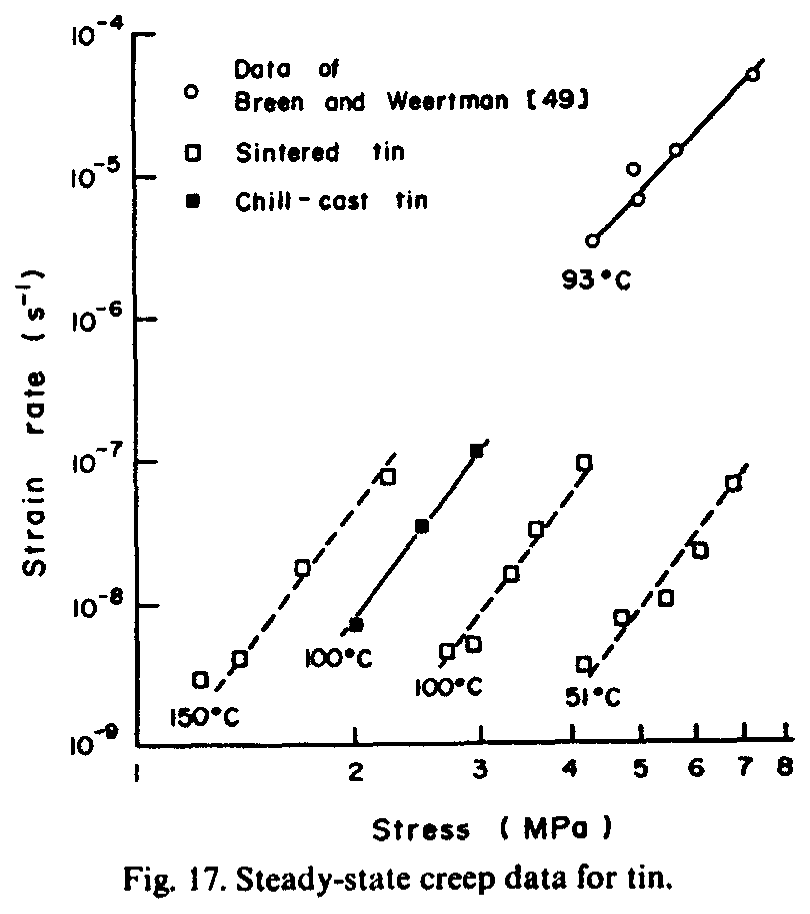 10⁻⁴
Data of
Breen and Weertman [49]
10⁻⁵
Sintered tin
Chill-cast tin
93°C
10⁻⁶
Strain rate (s⁻¹)
10⁻⁷
10⁻⁸
100°C
100°C
51°C
150°C
10⁻⁹
1 2 3 4 5 6 7 8
Stress (MPa)
Fig. 17. Steady-state creep data for tin.